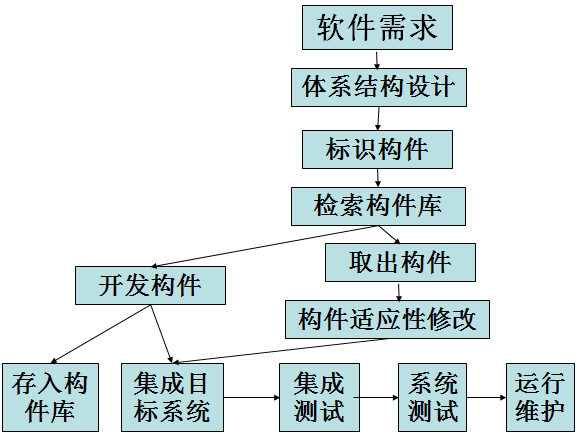 软件需求
体系结构设计
标识构件
检索构件库
取出构件
开发构件
构件适应性修改
存入构
件库
集成目
标系统
集成
测试
系统
测试
运行
维护